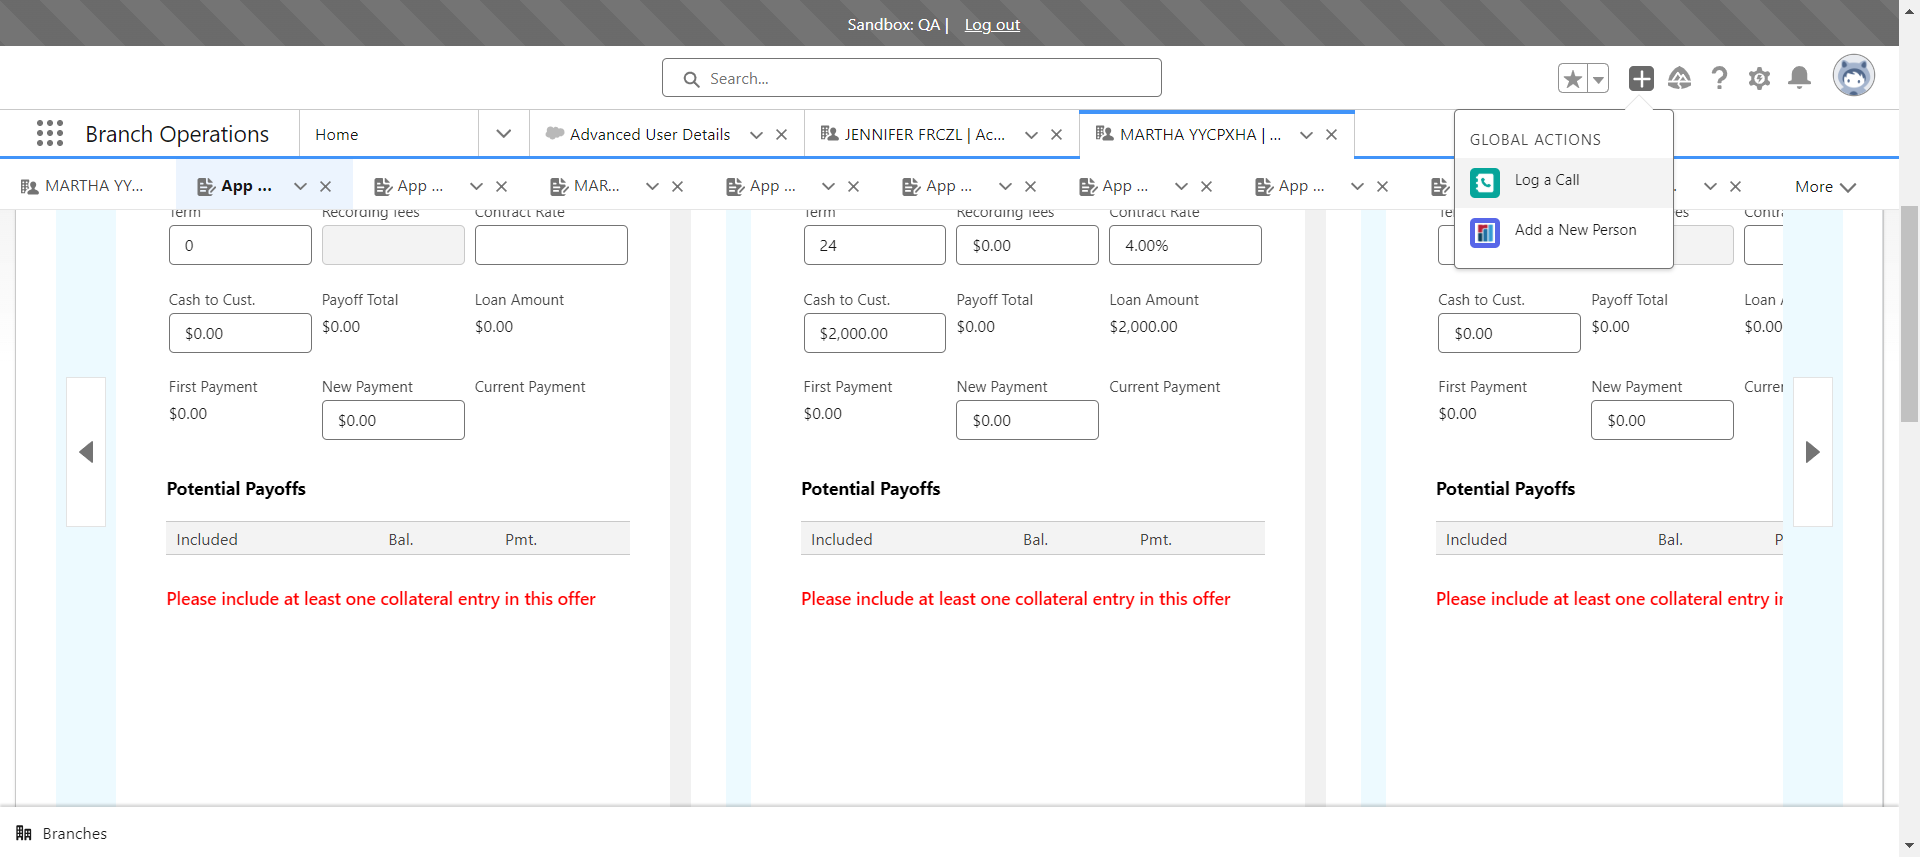 Sandbox: QA |   Log out
Search...
Branch Operations
Home
Advanced User Details
JENNIFER FRCZL | Ac...
MARTHA YYCPXHA | ...
GLOBAL ACTIONS
Log a Call
Add a New Person
MARTHA YY...
App ...
App ...
MAR...
App ...
App ...
App ...
App ...
More
Term Recording fees Contract Rate
0
Term Recording fees Contract Rate
24 $0.00 4.00%
Cash to Cust. Payoff Total Loan Amount
$0.00 $0.00 $0.00
First Payment New Payment Current Payment
$0.00 $0.00
Potential Payoffs
Included Bal. Pmt.
Please include at least one collateral entry in this offer
Cash to Cust. Payoff Total Loan Amount
$2,000.00 $0.00 $2,000.00
First Payment New Payment Current Payment
$0.00 $0.00
Potential Payoffs
Included Bal. Pmt.
Please include at least one collateral entry in this offer
Cash to Cust. Payoff Total Loan
$0.00 $0.00 $0.00
First Payment New Payment
$0.00 $0.00
Potential Payoffs
Included Bal.
Please include at least one collateral entry
Branches